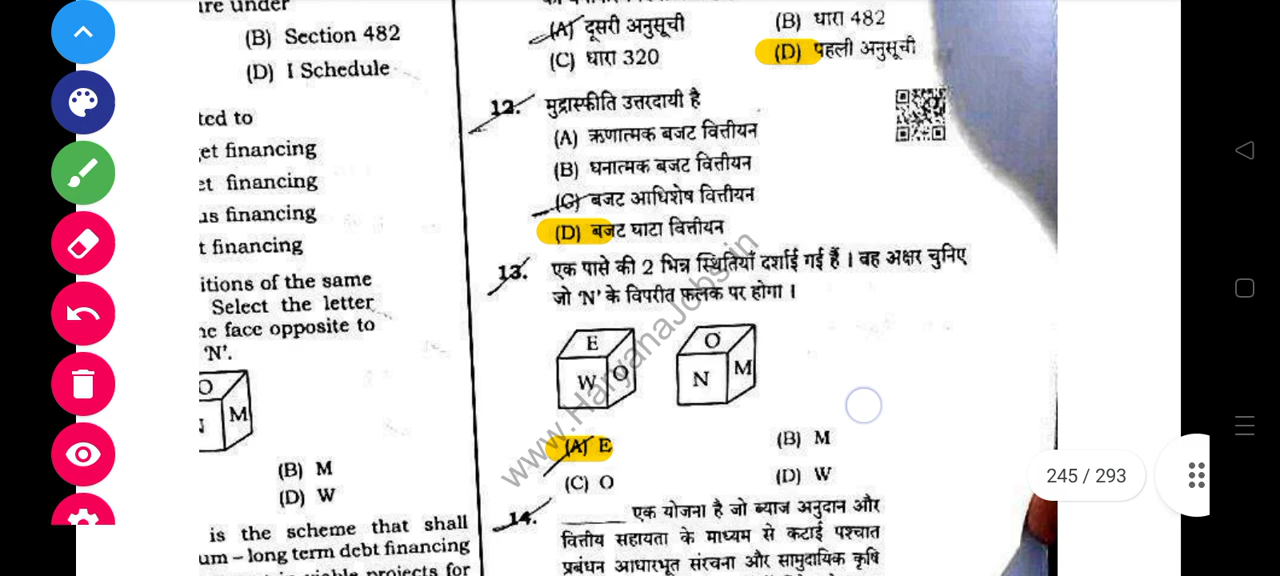 are under
(B) Section 482
(D) I Schedule
ted to
get financing
et financing
us financing
t financing
itions of the same
Select the letter
he face opposite to
'N'.
O
M
(B) M
(D) W
is the scheme that shall
um – long term debt financing
(A) दूसरी अनुसूची
(B) धारा 482
(C) धारा 320
(D) पहली अनुसूची
12. मुद्रास्फीति उत्तरदायी है
(A) ऋणात्मक बजट वित्तीयन
(B) धनात्मक बजट वित्तीयन
(C) बजट आधिशेष वित्तीयन
(D) बजट घाटा वित्तीयन
13. एक पासे की 2 भिन्न स्थितियाँ दर्शाई गई हैं । वह अक्षर चुनिए
जो 'N' के विपरीत फलक पर होगा ।
E
W O
O
N M
(A) E
(B) M
(C) O
(D) W
14. ______ एक योजना है जो ब्याज अनुदान और
वित्तीय सहायता के माध्यम से कटाई पश्चात
प्रबंधन आधारभूत संरचना और सामुदायिक कृषि
www.HaryanaJobs.in
245 / 293